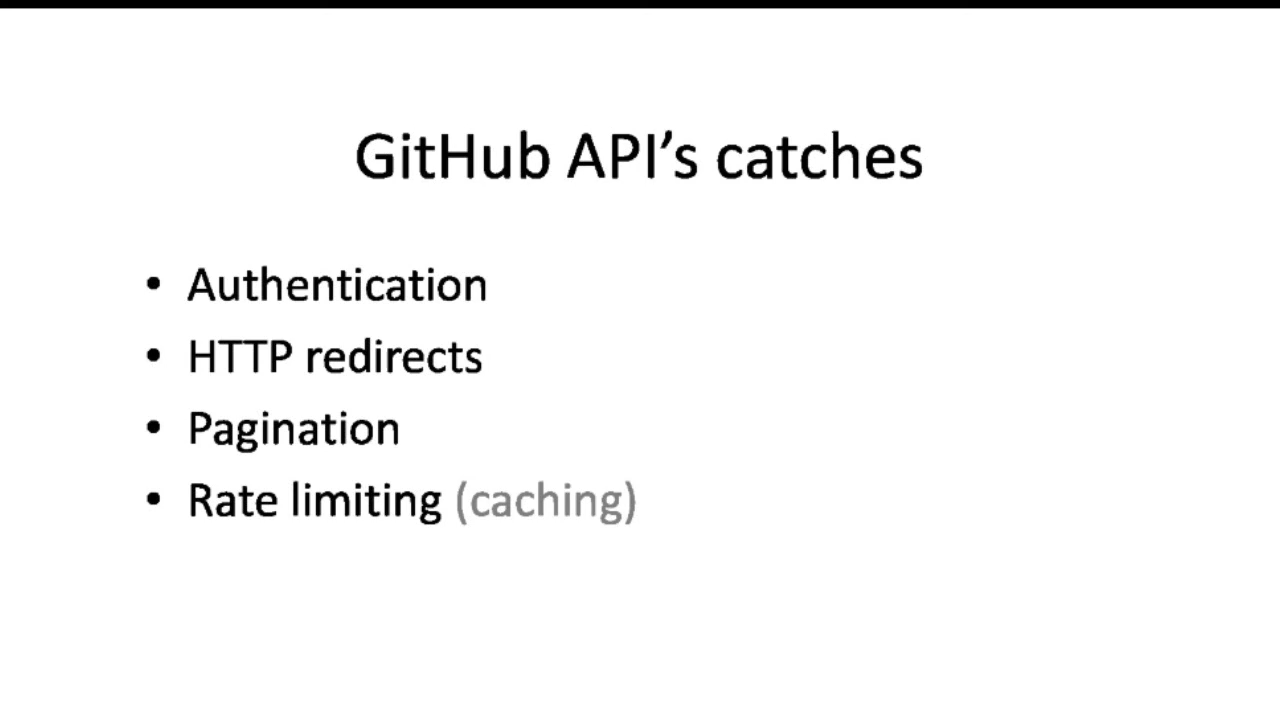 GitHub API’s catches
• Authentication
• HTTP redirects
• Pagination
• Rate limiting (caching)